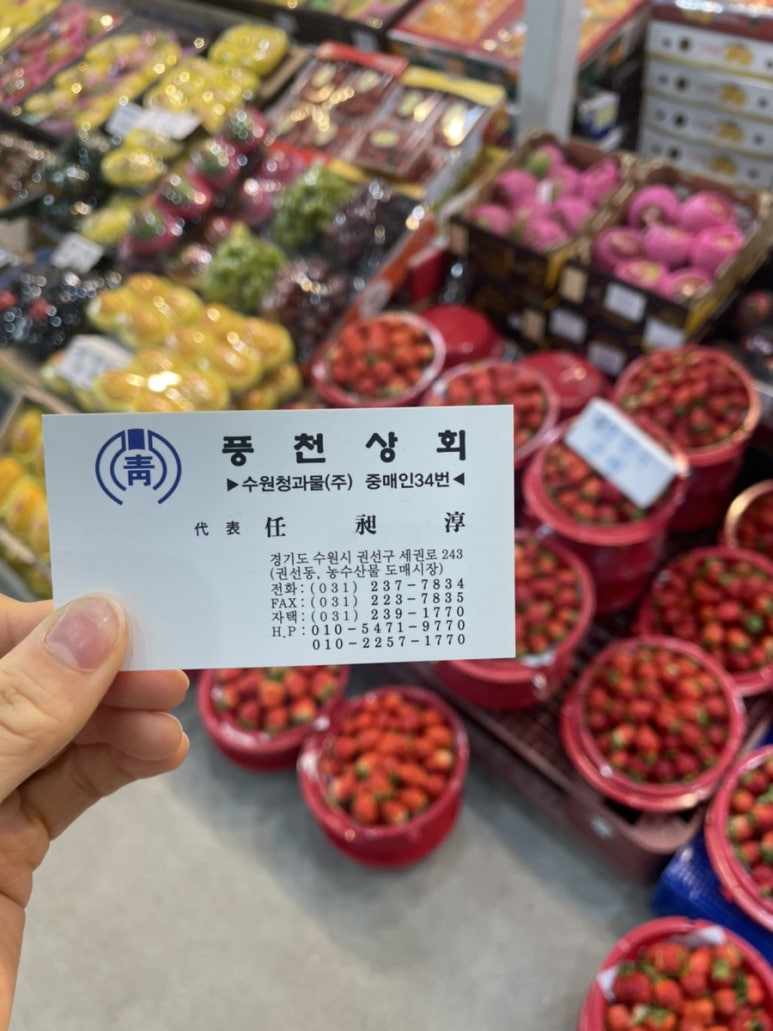 靑
풍천상회
▶수원청과물(주) 중매인34번◀
代表 任昶淳
경기도 수원시 권선구 세권로 243
(권선동, 농수산물 도매시장)
전화:(031) 237-7834
FAX:(031) 223-7835
자택:(031) 239-1770
H.P:010-5471-9770
010-2257-1770